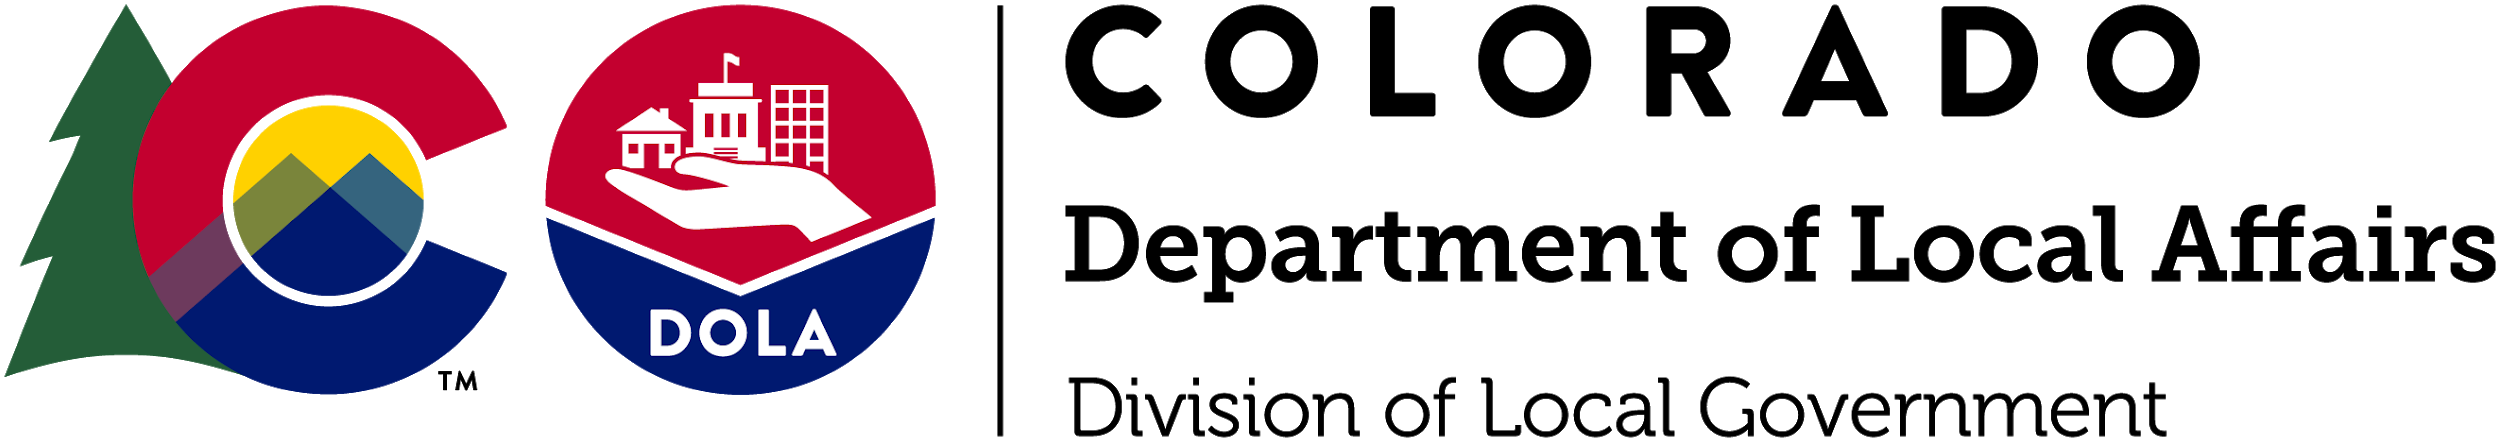 TM
DOLA
COLORADO
Department of Local Affairs
Division of Local Government